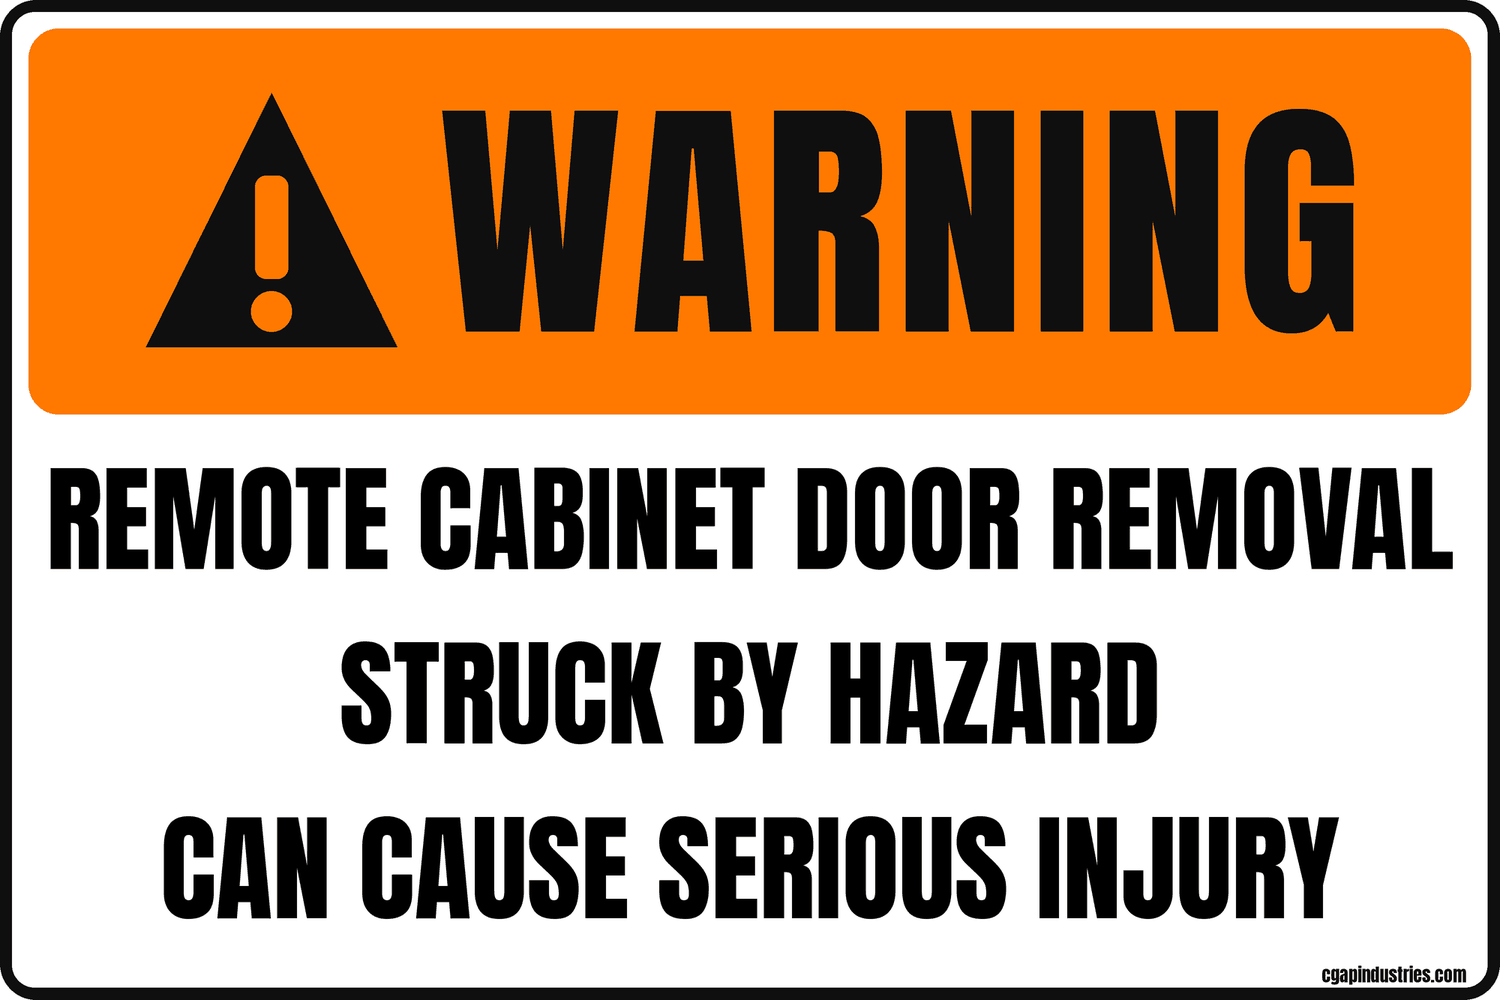 WARNING
REMOTE CABINET DOOR REMOVAL
STRUCK BY HAZARD
CAN CAUSE SERIOUS INJURY
cgapindustries.com